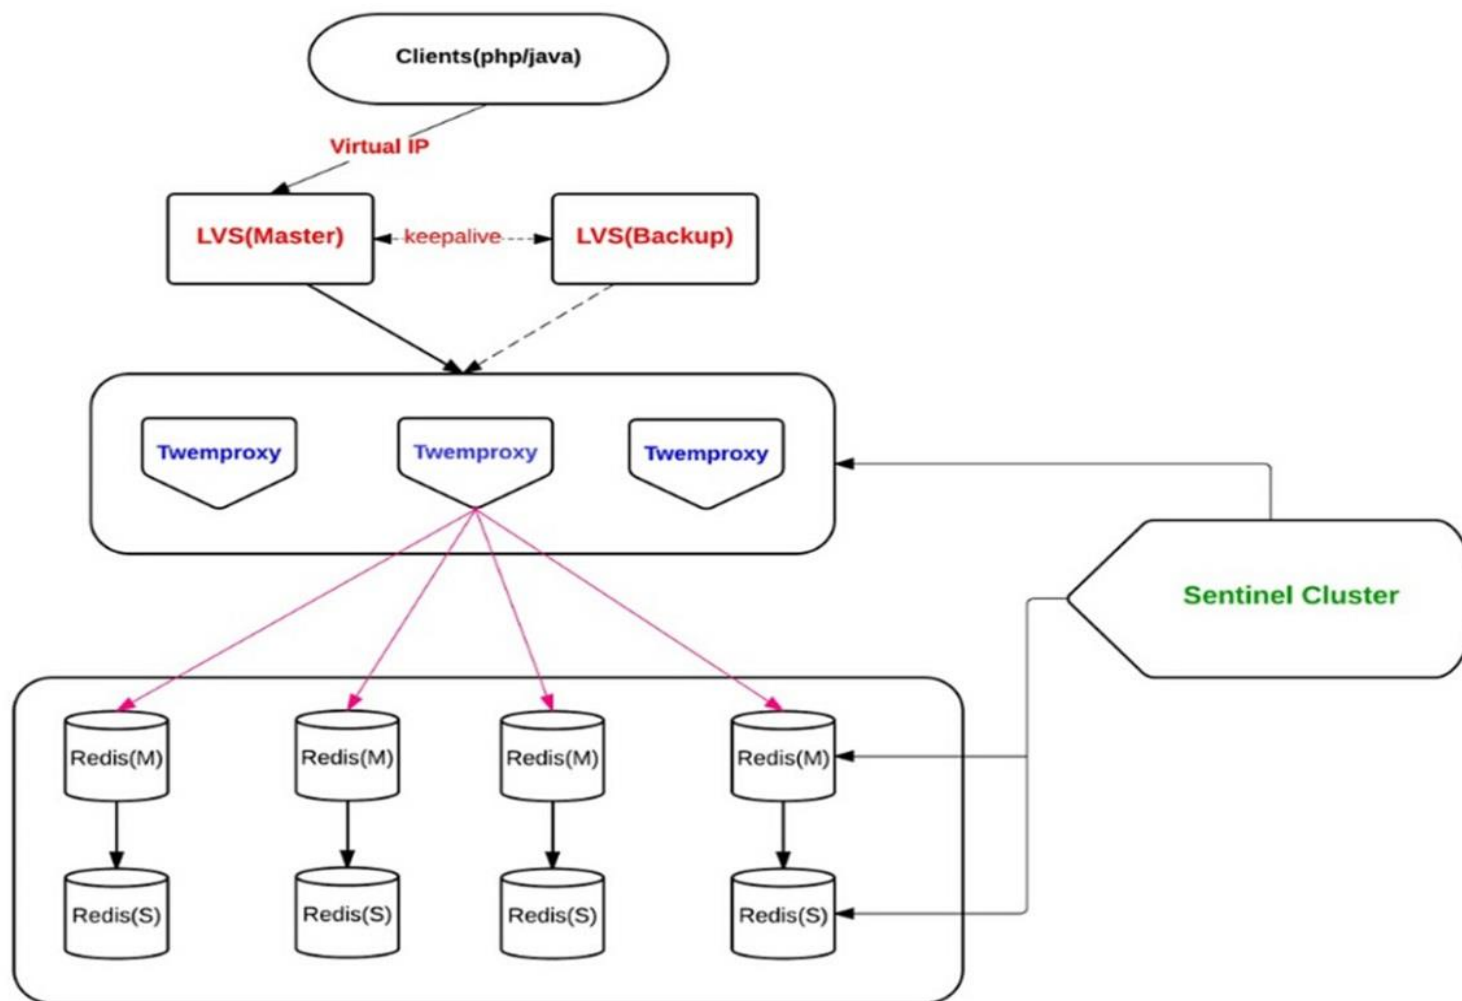 Clients(php/java)
Virtual IP
LVS(Master)
keepalive
LVS(Backup)
Twemproxy
Twemproxy
Twemproxy
Sentinel Cluster
Redis(M)
Redis(M)
Redis(M)
Redis(M)
Redis(S)
Redis(S)
Redis(S)
Redis(S)